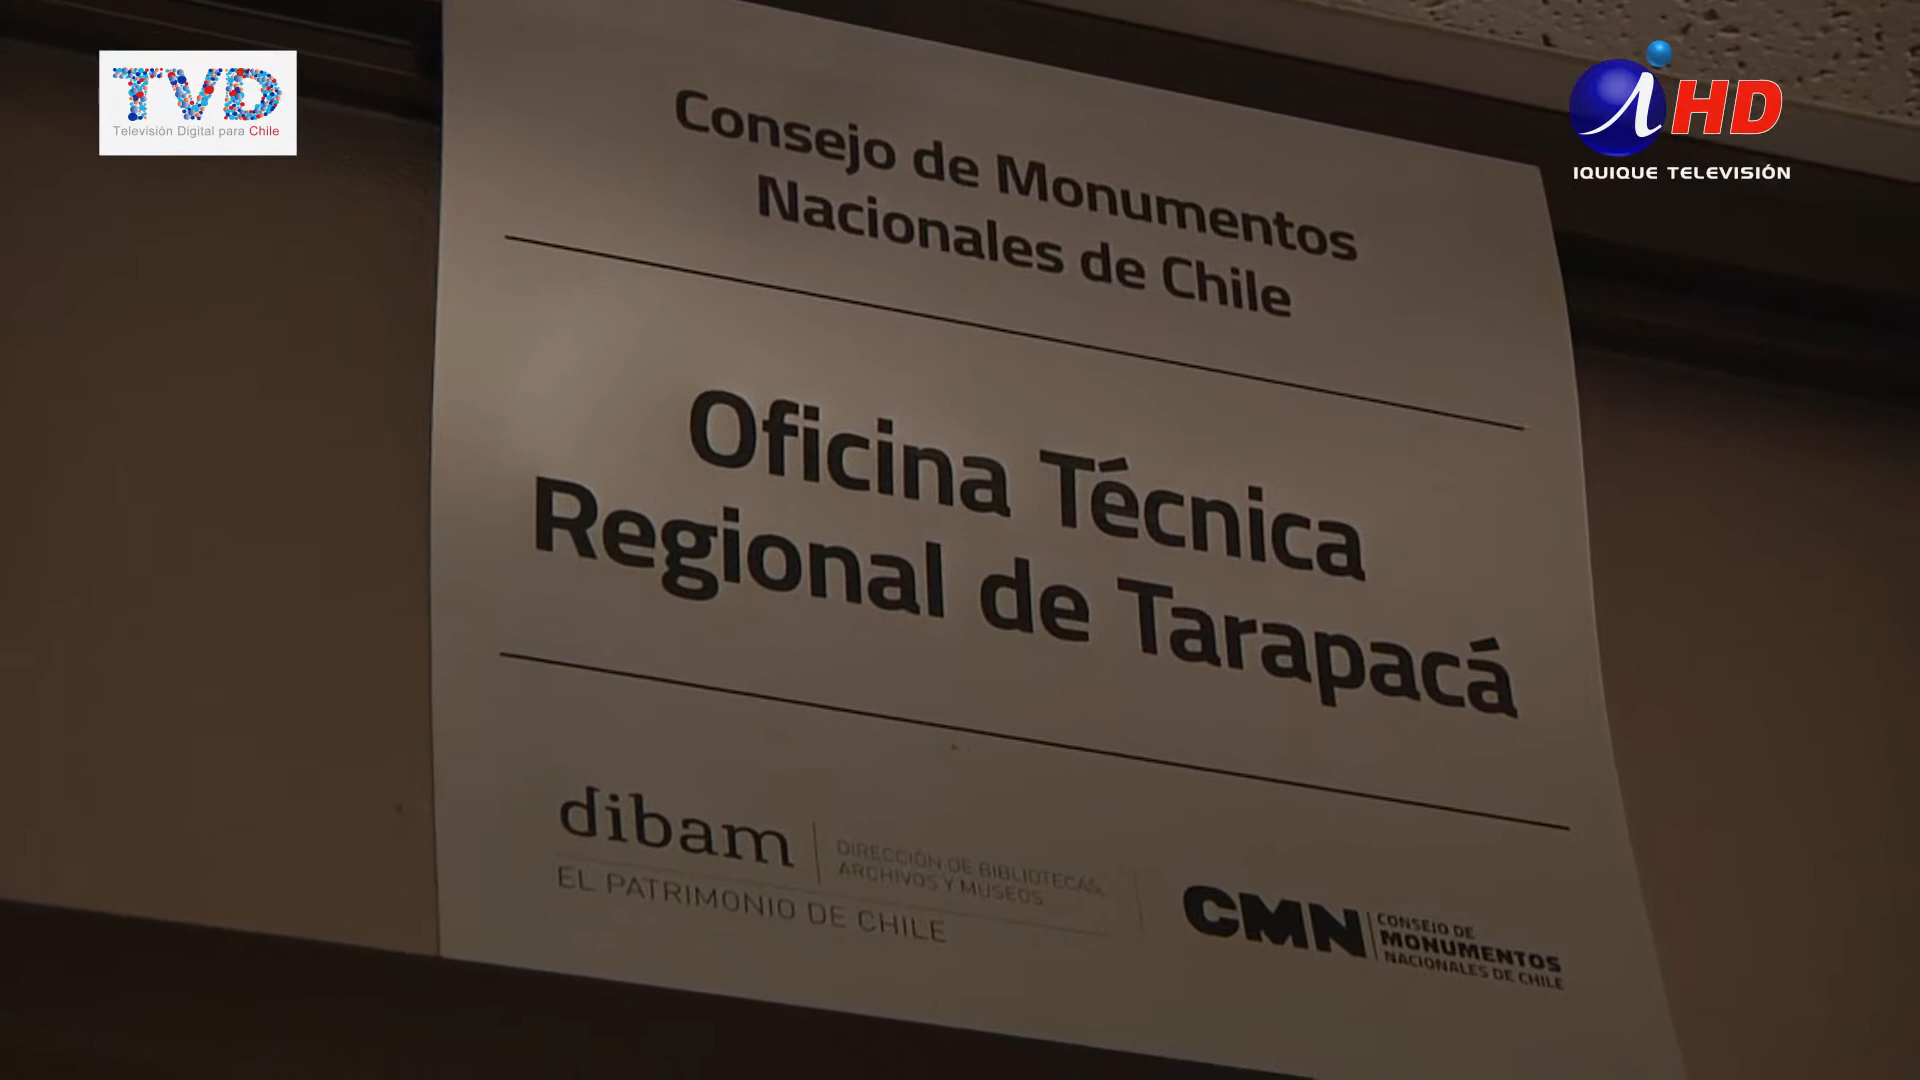 TVD
Televisión Digital para Chile
iHD
IQUIQUE TELEVISIÓN
Consejo de Monumentos
Nacionales de Chile
Oficina Técnica
Regional de Tarapacá
dibam
DIRECCIÓN DE BIBLIOTECAS,
ARCHIVOS Y MUSEOS
EL PATRIMONIO DE CHILE
CMN
CONSEJO DE
MONUMENTOS
NACIONALES DE CHILE